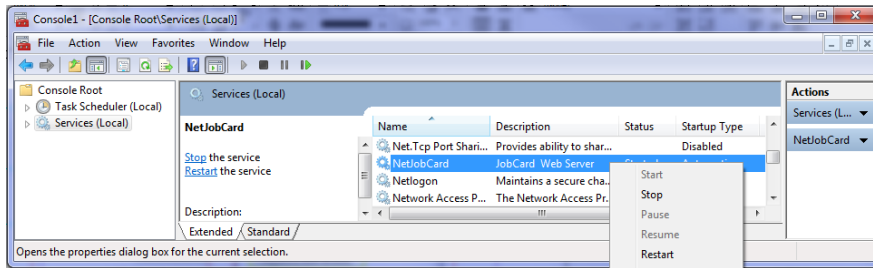 Console1 - [Console Root\Services (Local)]
File Action View Favorites Window Help
Console Root
Task Scheduler (Local)
Services (Local)
Services (Local)
NetJobCard
Stop the service
Restart the service
Description:
Name Description Status Startup Type
Net.Tcp Port Shari... Provides ability to shar... Disabled
NetJobCard JobCard Web Server
Netlogon Maintains a secure cha...
Network Access P... The Network Access Pr.
Start
Stop
Pause
Resume
Restart
Extended Standard
Actions
Services (L...
NetJobCard
Opens the properties dialog box for the current selection.